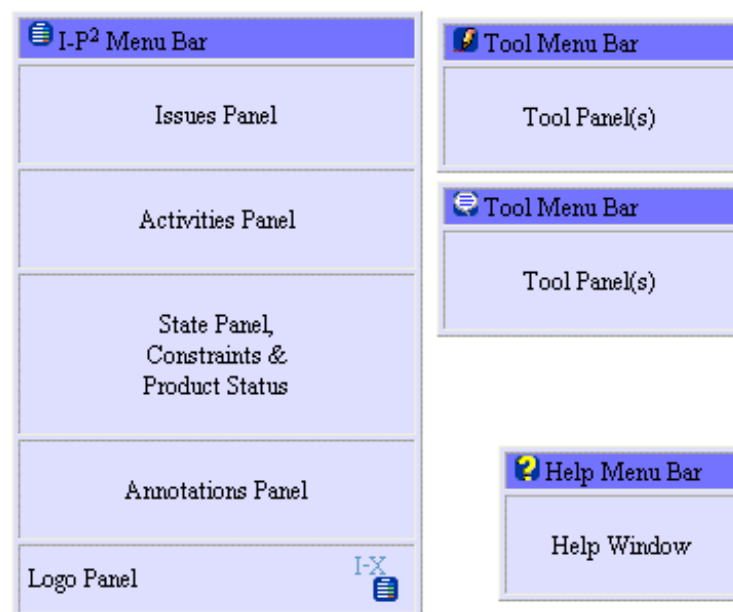 I-P² Menu Bar
Issues Panel
Activities Panel
State Panel,
Constraints &
Product Status
Annotations Panel
Logo Panel
I-X
Tool Menu Bar
Tool Panel(s)
Tool Menu Bar
Tool Panel(s)
Help Menu Bar
Help Window